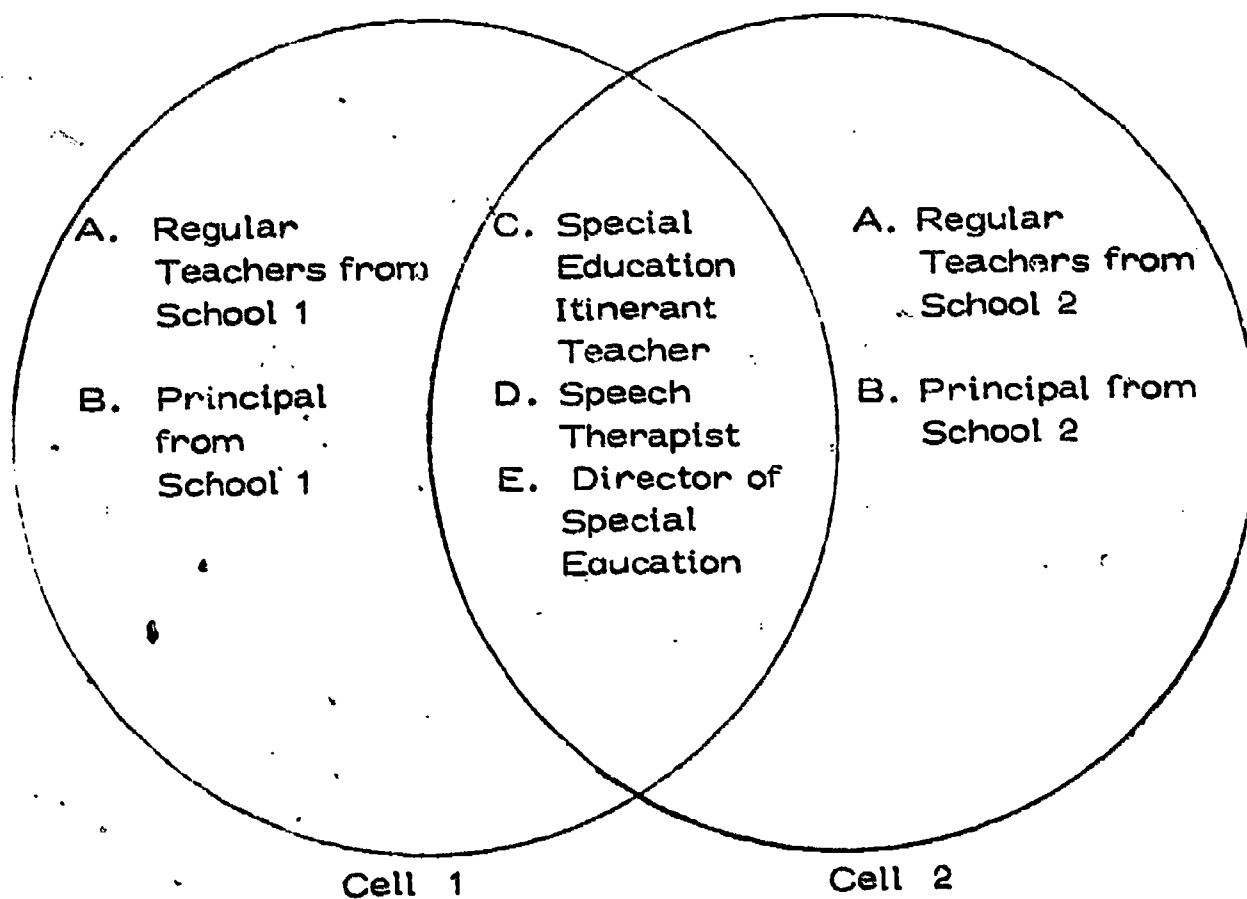 A. Regular
Teachers from
School 1
B. Principal
from
School 1
C. Special
Education
Itinerant
Teacher
D. Speech
Therapist
E. Director of
Special
Eaucation
A. Regular
Teachers from
School 2
B. Principal from
School 2
Cell 1
Cell 2